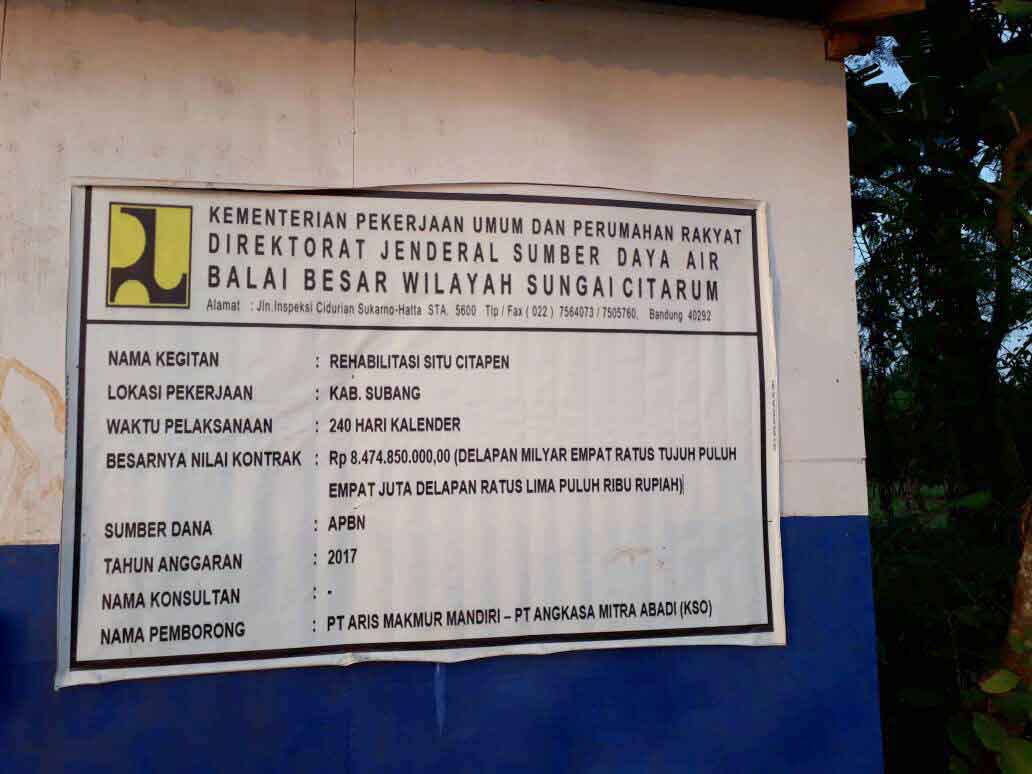 KEMENTERIAN PEKERJAAN UMUM DAN PERUMAHAN RAKYAT
DIREKTORAT JENDERAL SUMBER DAYA AIR
BALAI BESAR WILAYAH SUNGAI CITARUM
Alamat : Jln.Inspeksi Cidurian Sukarno-Hatta STA. 5600 Tlp / Fax ( 022 ) 7564073 / 7505760, Bandung 40292
NAMA KEGITAN : REHABILITASI SITU CITAPEN
LOKASI PEKERJAAN : KAB. SUBANG
WAKTU PELAKSANAAN : 240 HARI KALENDER
BESARNYA NILAI KONTRAK : Rp 8.474.850.000,00 (DELAPAN MILYAR EMPAT RATUS TUJUH PULUH
EMPAT JUTA DELAPAN RATUS LIMA PULUH RIBU RUPIAH)
SUMBER DANA : APBN
TAHUN ANGGARAN : 2017
NAMA KONSULTAN : -
NAMA PEMBORONG : PT ARIS MAKMUR MANDIRI – PT ANGKASA MITRA ABADI (KSO)